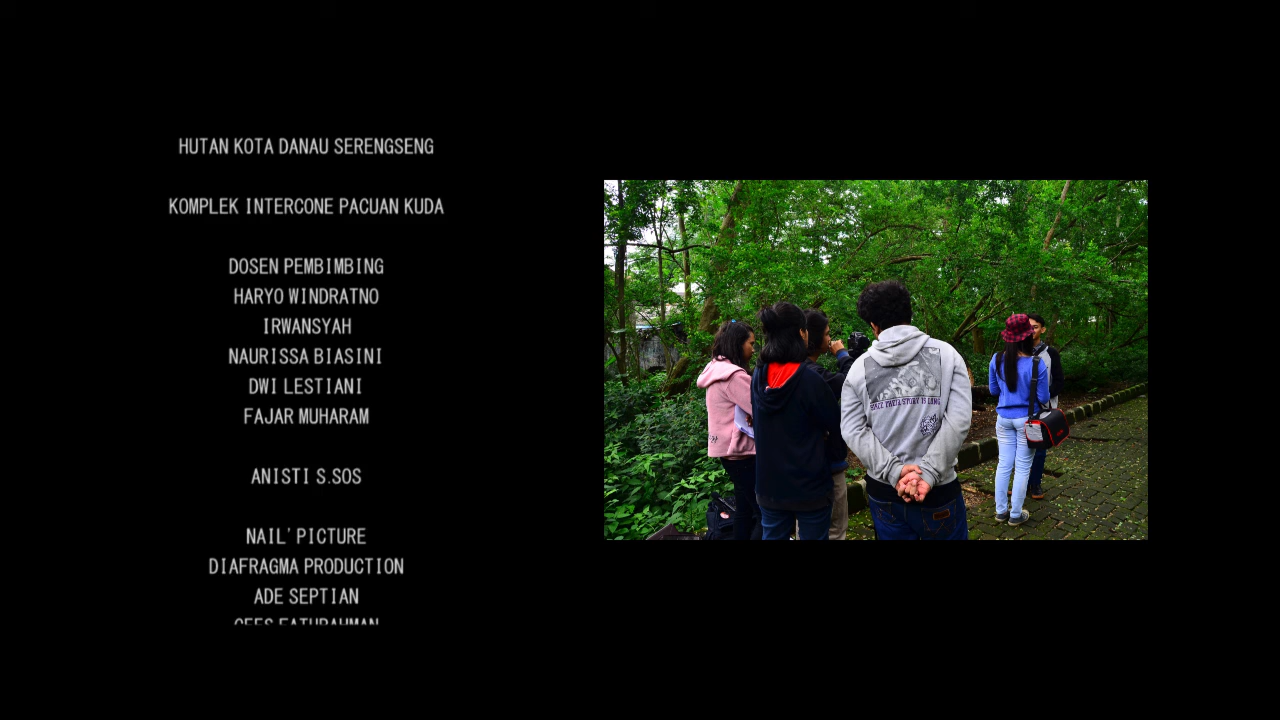 HUTAN KOTA DANAU SERENGSENG
KOMPLEK INTERCONE PACUAN KUDA
DOSEN PEMBIMBING
HARYO WINDRATNO
IRWANSYAH
NAURISSA BIASINI
DWI LESTIANI
FAJAR MUHARAM
ANISTI S.SOS
NAIL' PICTURE
DIAFRAGMA PRODUCTION
ADE SEPTIAN